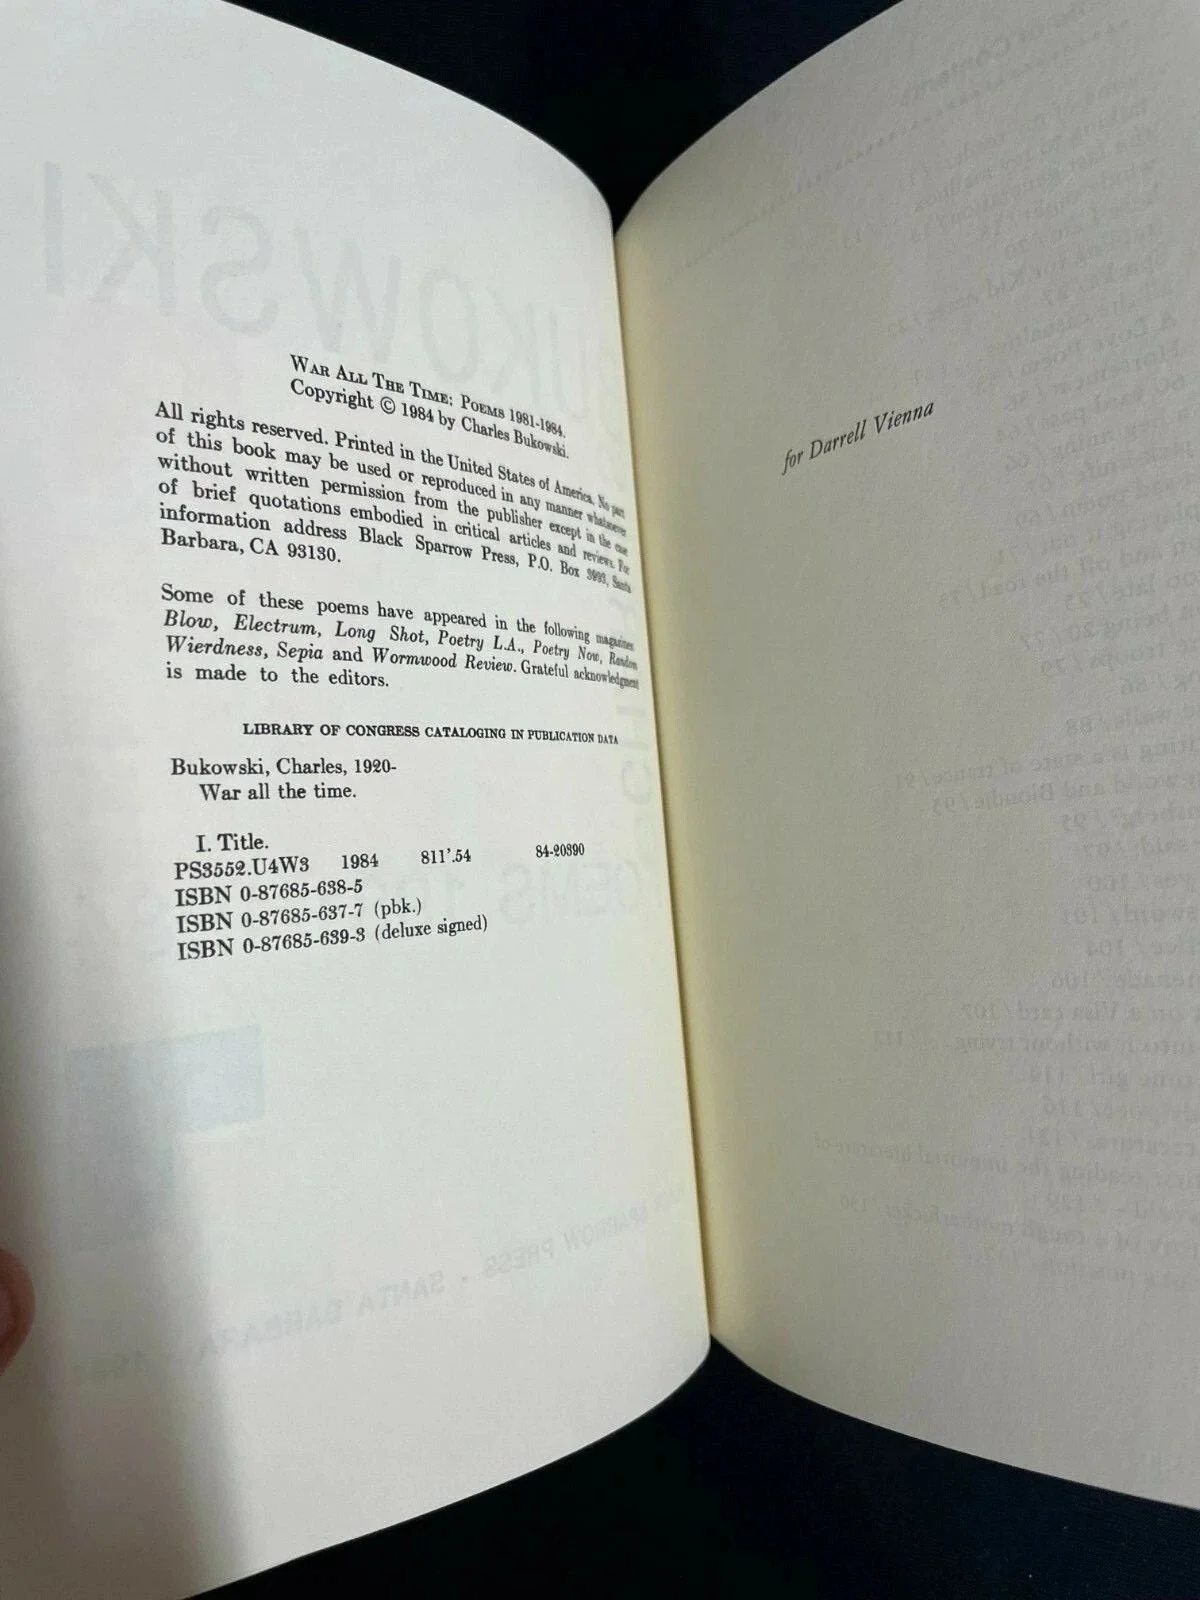 WAR ALL THE TIME: POEMS 1981-1984.
Copyright © 1984 by Charles Bukowski.
All rights reserved. Printed in the United States of America. No part
of this book may be used or reproduced in any manner whatsoever
without written permission from the publisher except in the case
of brief quotations embodied in critical articles and reviews. For
information address Black Sparrow Press, P.O. Box 3993, Santa
Barbara, CA 93130.
Some of these poems have appeared in the following magazines
Blow, Electrum, Long Shot, Poetry L.A., Poetry Now, Random
Wierdness, Sepia and Wormwood Review. Grateful acknowledgment
is made to the editors.
LIBRARY OF CONGRESS CATALOGING IN PUBLICATION DATA
Bukowski, Charles, 1920-
War all the time.
I. Title.
PS3552.U4W3 1984 811'.54 84-20390
ISBN 0-87685-638-5
ISBN 0-87685-637-7 (pbk.)
ISBN 0-87685-639-3 (deluxe signed)
for Darrell Vienna